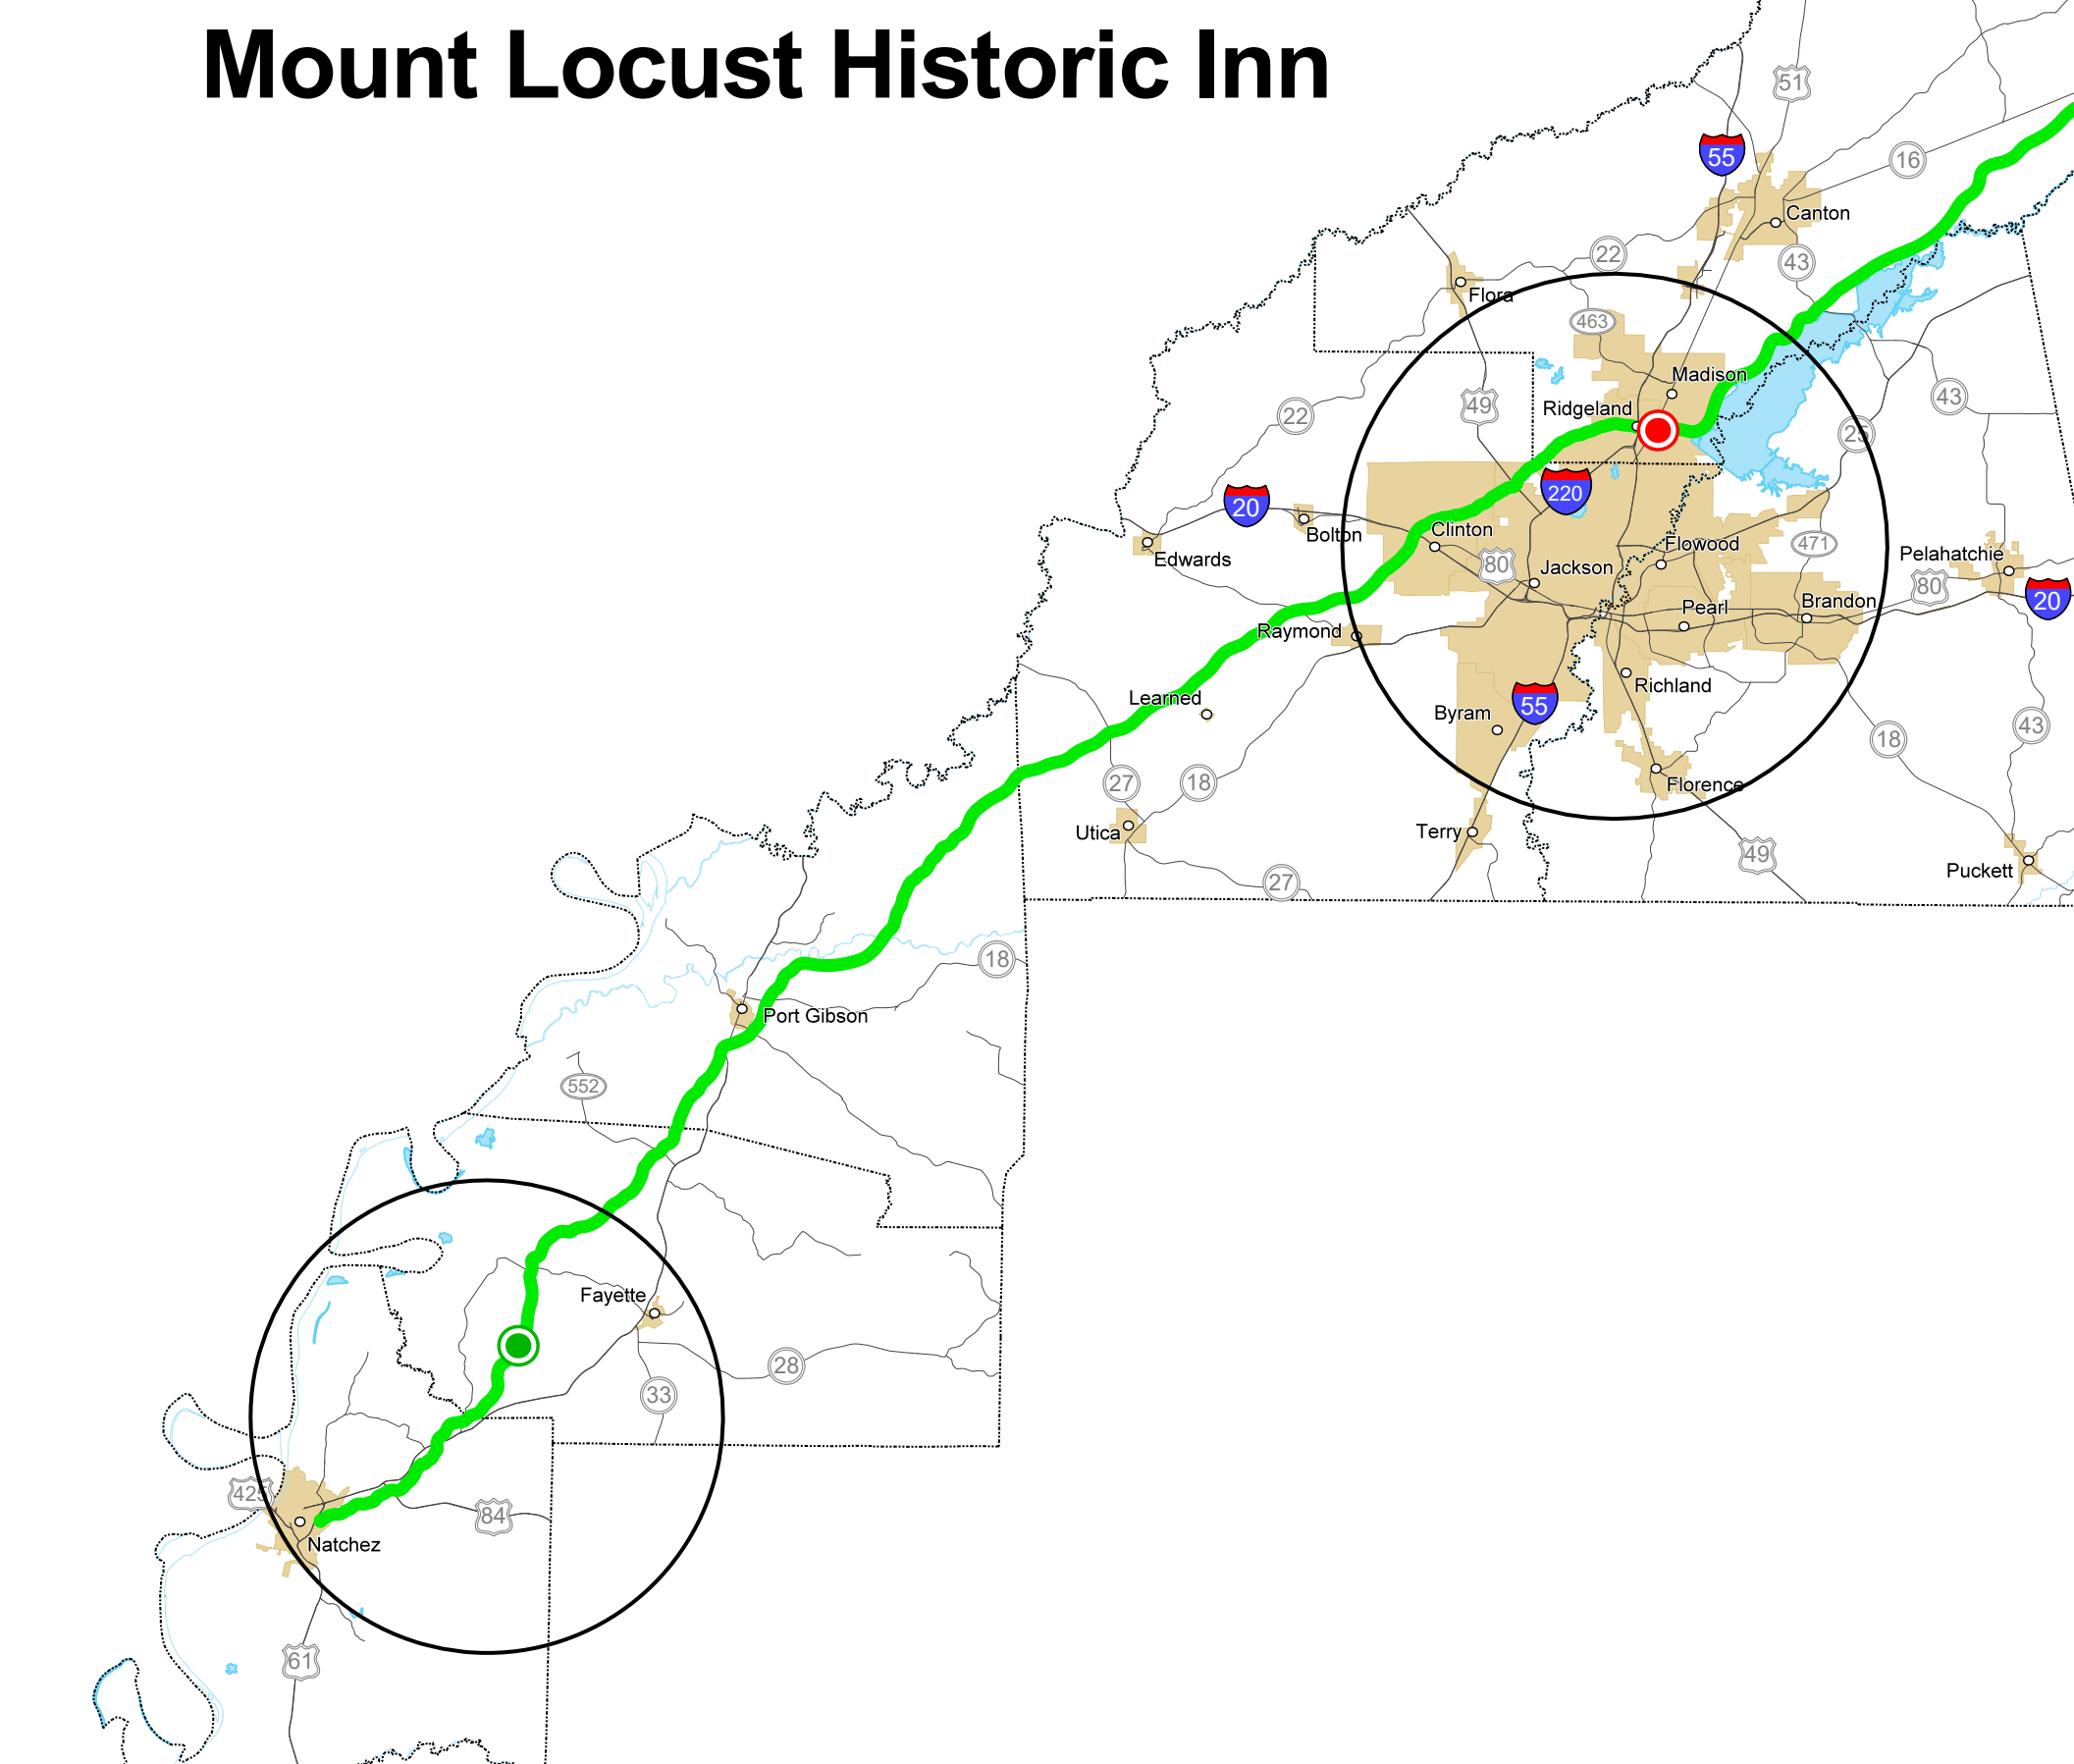 Mount Locust Historic Inn
51
55
16
Canton
22
43
Flora
463
Madison
49
43
Ridgeland
22
25
220
20
Clinton
Bolton
Flowood
471
Edwards
Pelahatchie
80
Jackson
80
20
Pearl
Brandon
Raymond
Richland
Learned
55
Byram
43
18
27
18
Florence
Utica
Terry
49
Puckett
27
18
Port Gibson
552
Fayette
28
33
425
84
Natchez
61